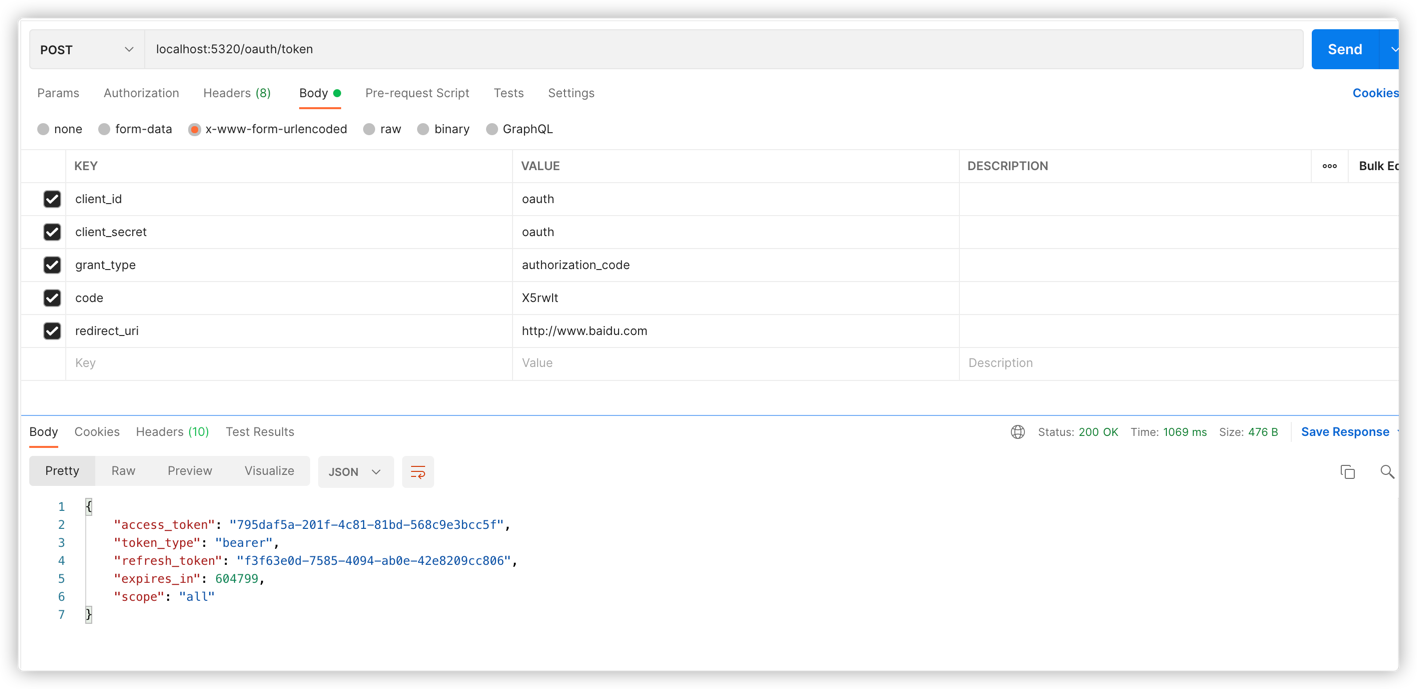 POST localhost:5320/oauth/token Send
Params Authorization Headers (8) Body Pre-request Script Tests Settings Cookies
none form-data x-www-form-urlencoded raw binary GraphQL
KEY VALUE DESCRIPTION ooo Bulk Ec
client_id oauth
client_secret oauth
grant_type authorization_code
code X5rwlt
redirect_uri http://www.baidu.com
Key Value Description
Body Cookies Headers (10) Test Results Status: 200 OK Time: 1069 ms Size: 476 B Save Response
Pretty Raw Preview Visualize JSON
1 {
2 "access_token": "795daf5a-201f-4c81-81bd-568c9e3bcc5f",
3 "token_type": "bearer",
4 "refresh_token": "f3f63e0d-7585-4094-ab0e-42e8209cc806",
5 "expires_in": 604799,
6 "scope": "all"
7 }